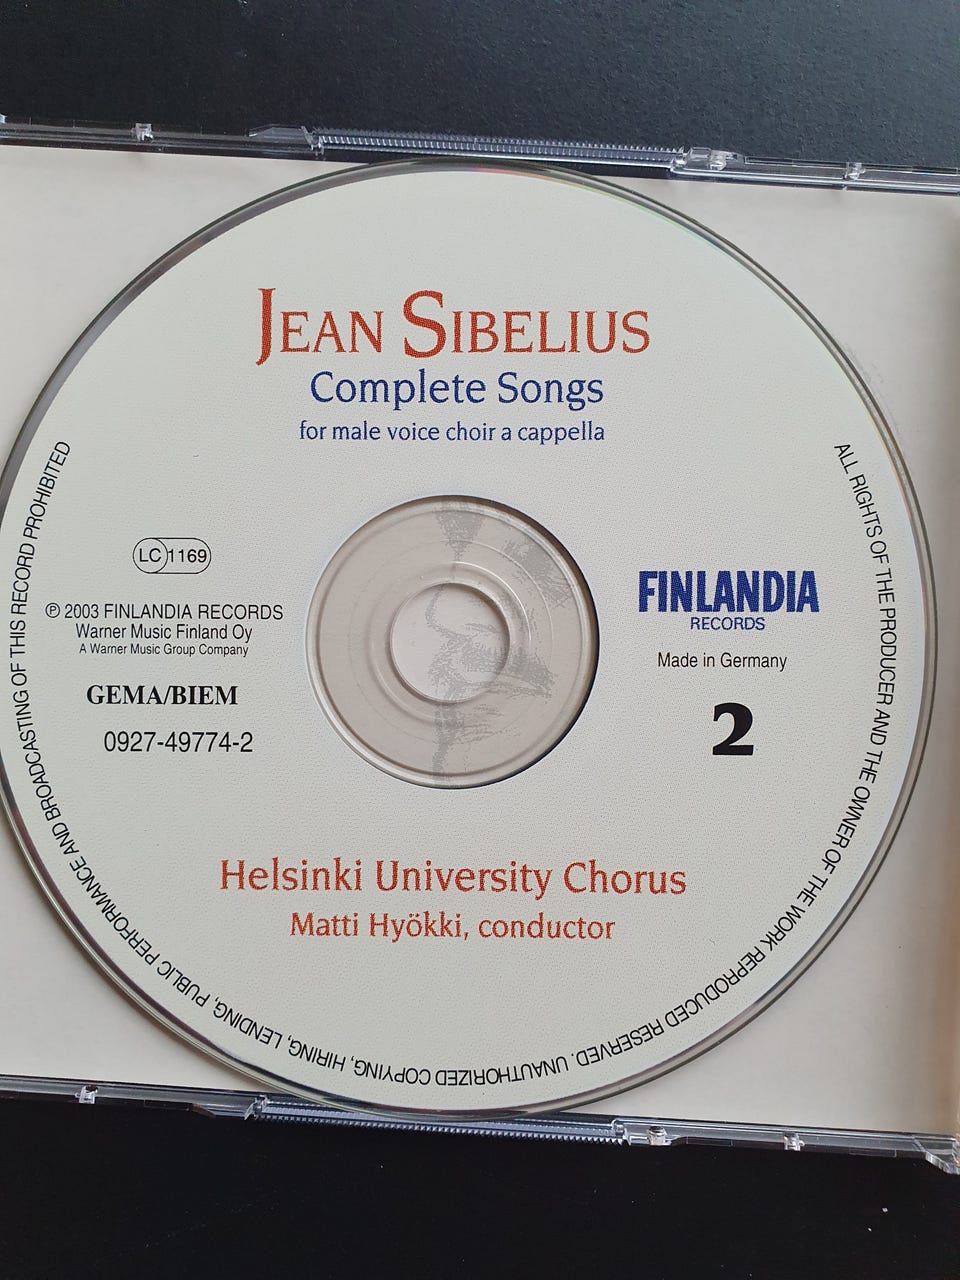 JEAN SIBELIUS
Complete Songs
for male voice choir a cappella
LC 1169
℗ 2003 FINLANDIA RECORDS
Warner Music Finland Oy
A Warner Music Group Company
GEMA/BIEM
0927-49774-2
FINLANDIA
RECORDS
Made in Germany
2
Helsinki University Chorus
Matti Hyökki, conductor
ALL RIGHTS OF THE PRODUCER AND THE OWNER OF THE WORK REPRODUCED RESERVED. UNAUTHORIZED COPYING, HIRING, LENDING, PUBLIC PERFORMANCE AND BROADCASTING OF THIS RECORD PROHIBITED